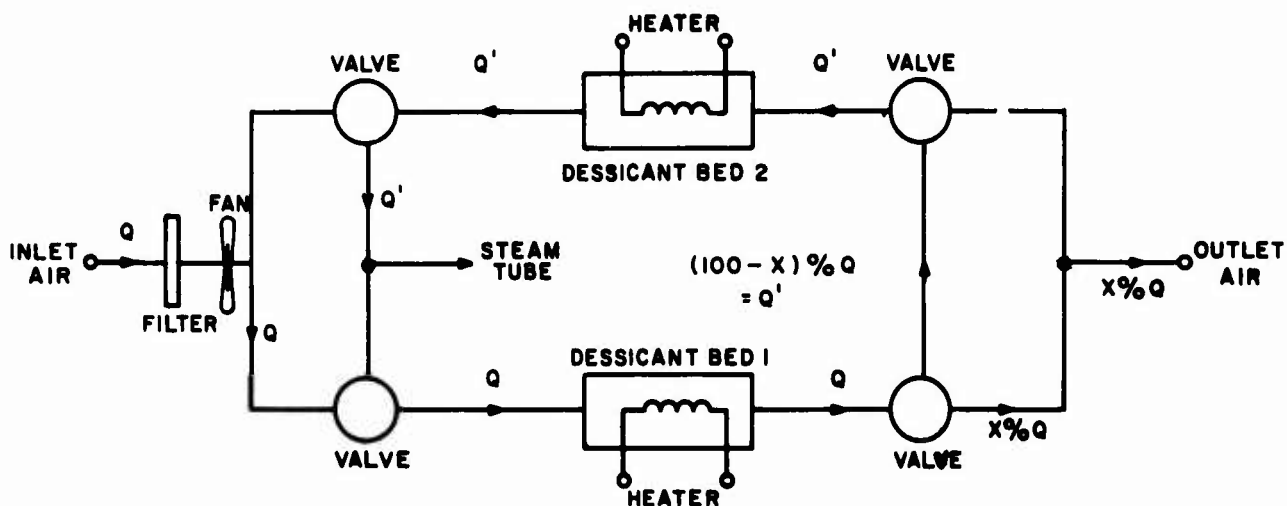 HEATER
VALVE
Q'
Q'
VALVE
DESSICANT BED 2
FAN
Q'
INLET
AIR
Q
STEAM
TUBE
(100-X)%Q
= Q'
OUTLET
AIR
X%Q
FILTER
Q
DESSICANT BED 1
Q
Q
X%Q
VALVE
VALVE
HEATER